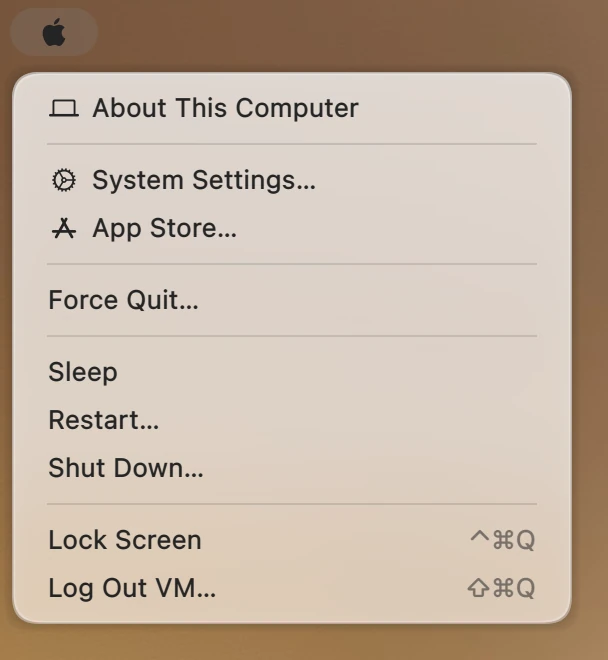 About This Computer
System Settings...
App Store...
Force Quit...
Sleep
Restart...
Shut Down...
Lock Screen ^⌘Q
Log Out VM... ⇧⌘Q